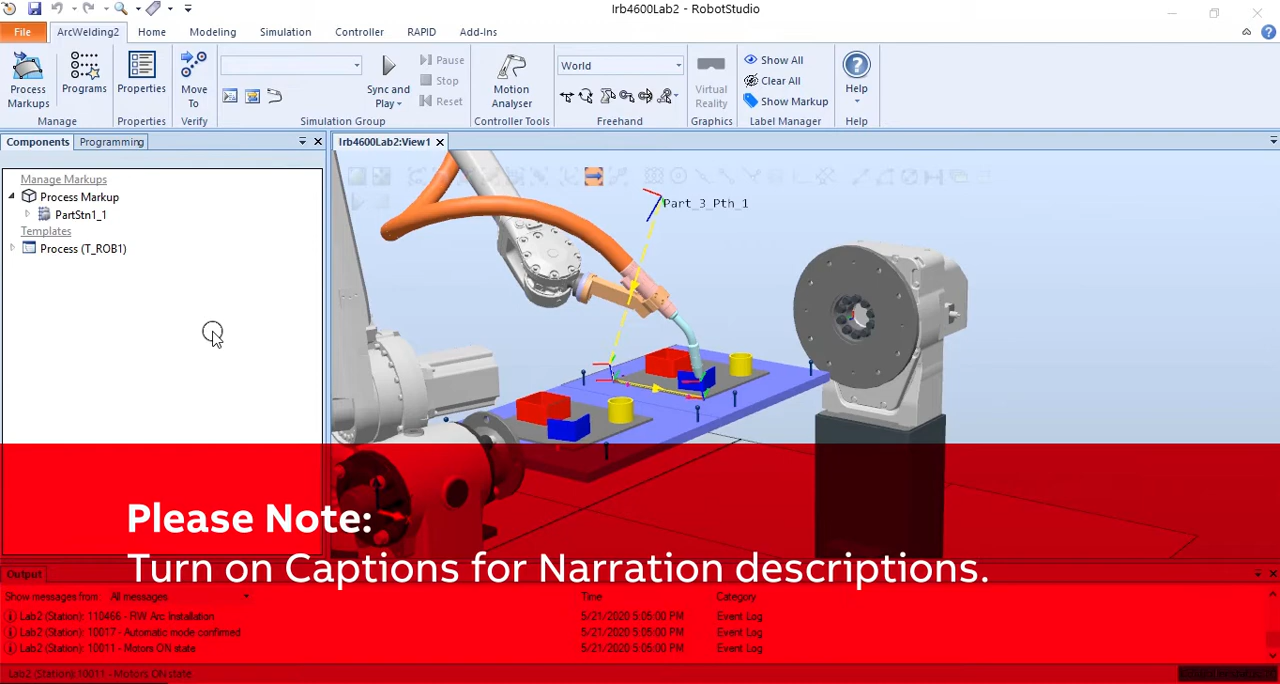 Irb4600Lab2 - RobotStudio
File
ArcWelding2
Home
Modeling
Simulation
Controller
RAPID
Add-Ins
Process
Markups
Programs
Manage
Properties
Properties
Move
To
Verify
Sync and
Play
Pause
Stop
Reset
Simulation Group
Motion
Analyser
Controller Tools
World
Freehand
Virtual
Reality
Graphics
Show All
Clear All
Show Markup
Label Manager
Help
Help
Components
Programming
Irb4600Lab2:View1
Manage Markups
Process Markup
PartStn1_1
Templates
Process (T_ROB1)
Part_3_Pth_1
Please Note:
Turn on Captions for Narration descriptions.
Output
Show messages from: All messages
Time
Category
Lab2 (Station): 110466 - RW Arc Installation
5/21/2020 5:05:00 PM
Event Log
Lab2 (Station): 10017 - Automatic mode confirmed
5/21/2020 5:05:00 PM
Event Log
Lab2 (Station): 10011 - Motors ON state
5/21/2020 5:05:00 PM
Event Log
Lab2 (Station):10011 - Motors ON state